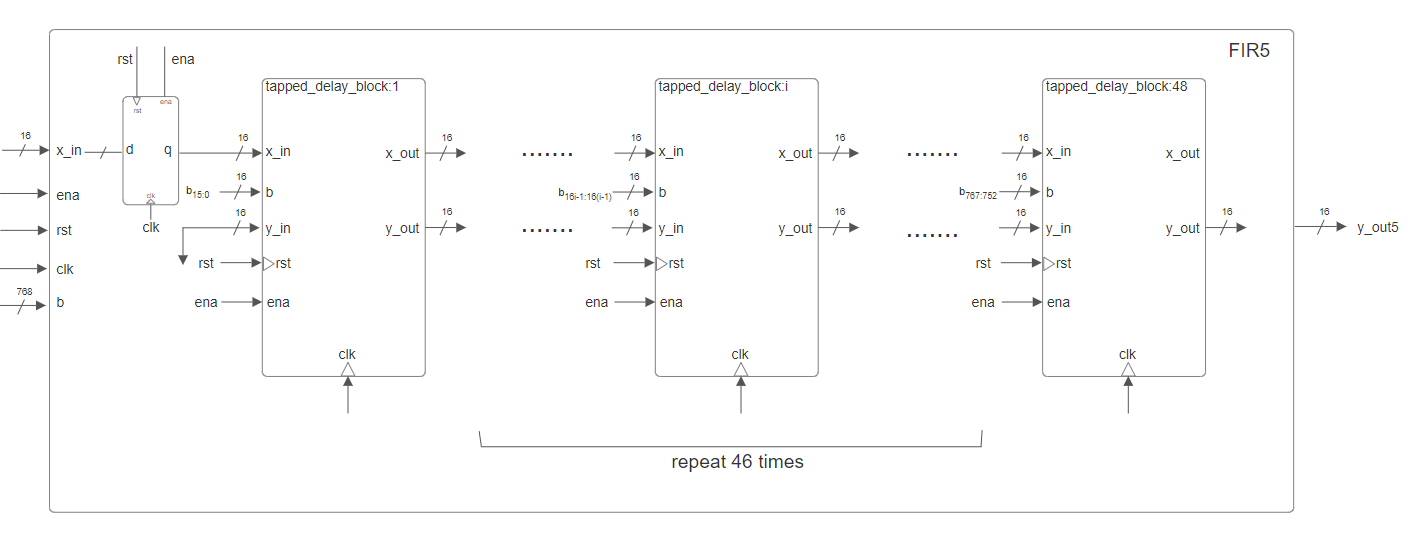 FIR5
rst
ena
tapped_delay_block:1
tapped_delay_block:i
tapped_delay_block:48
rst
ena
16
x_in
d
q
clk
clk
16
x_in
x_out
16
.......
16
x_in
x_out
16
.......
16
x_in
x_out
ena
b15:0
16
b
b16i-1:16(i-1)
16
b
b767:752
16
b
rst
16
y_in
y_out
16
.......
16
y_in
y_out
16
.......
16
y_in
y_out
16
16
y_out5
clk
rst
rst
rst
rst
rst
rst
768
b
ena
ena
ena
ena
ena
ena
clk
clk
clk
repeat 46 times